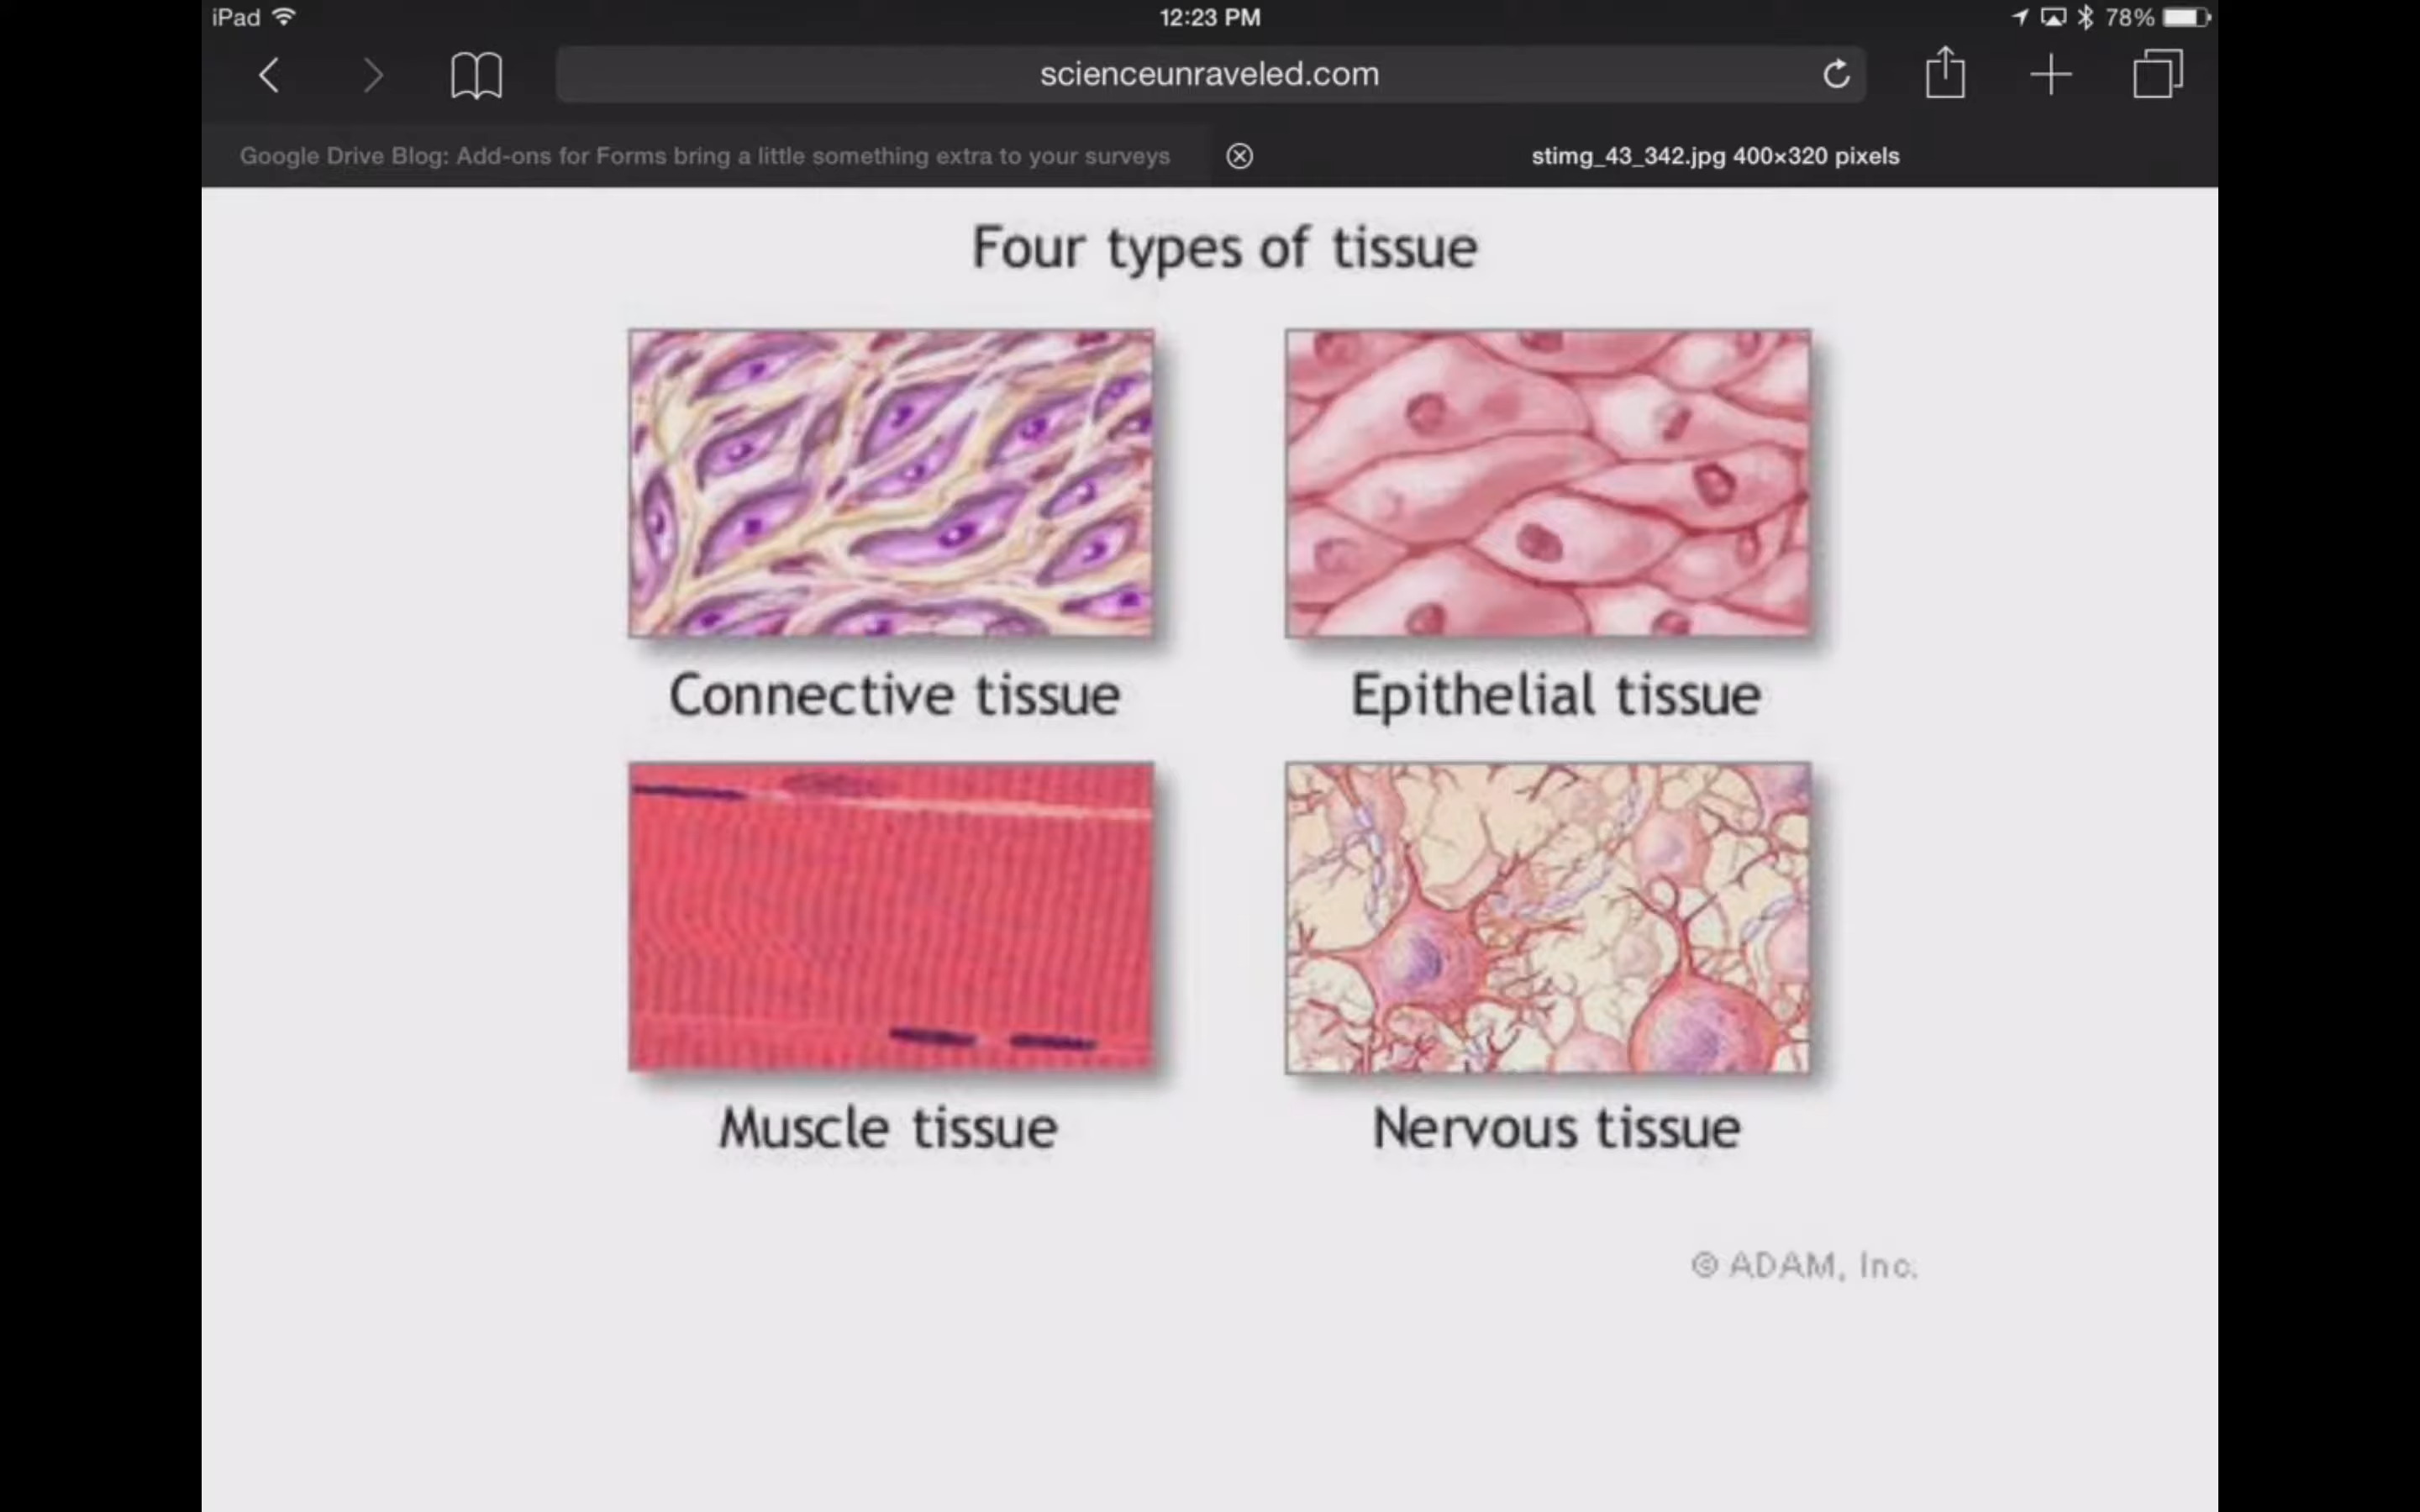 iPad
12:23 PM
78%
scienceunraveled.com
Google Drive Blog: Add-ons for Forms bring a little something extra to your surveys
stimg_43_342.jpg 400×320 pixels
Four types of tissue
Connective tissue
Epithelial tissue
Muscle tissue
Nervous tissue
© ADAM, Inc.